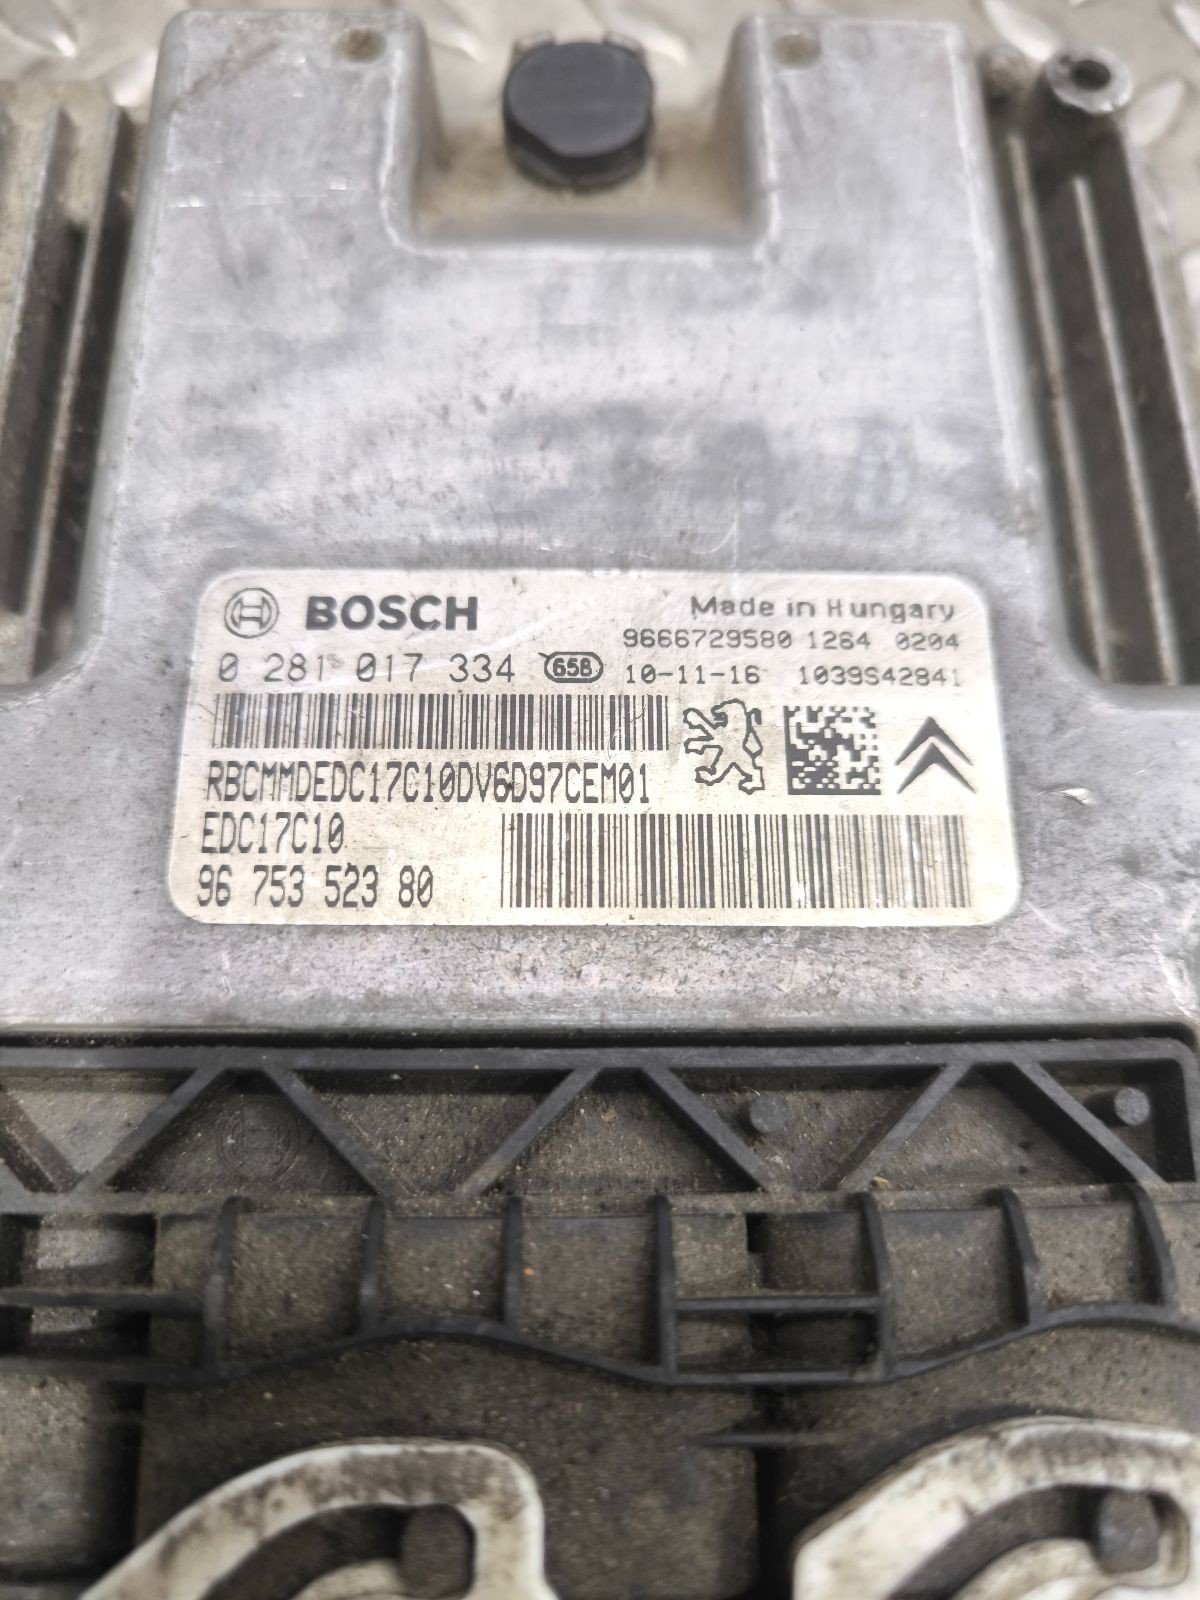 BOSCH
Made in Hungary
9666729580 1264 0204
0 281 017 334 658 10-11-16 1039S42841
RBCMMDEDC17C10DV6D97CEM01
EDC17C10
96 753 523 80